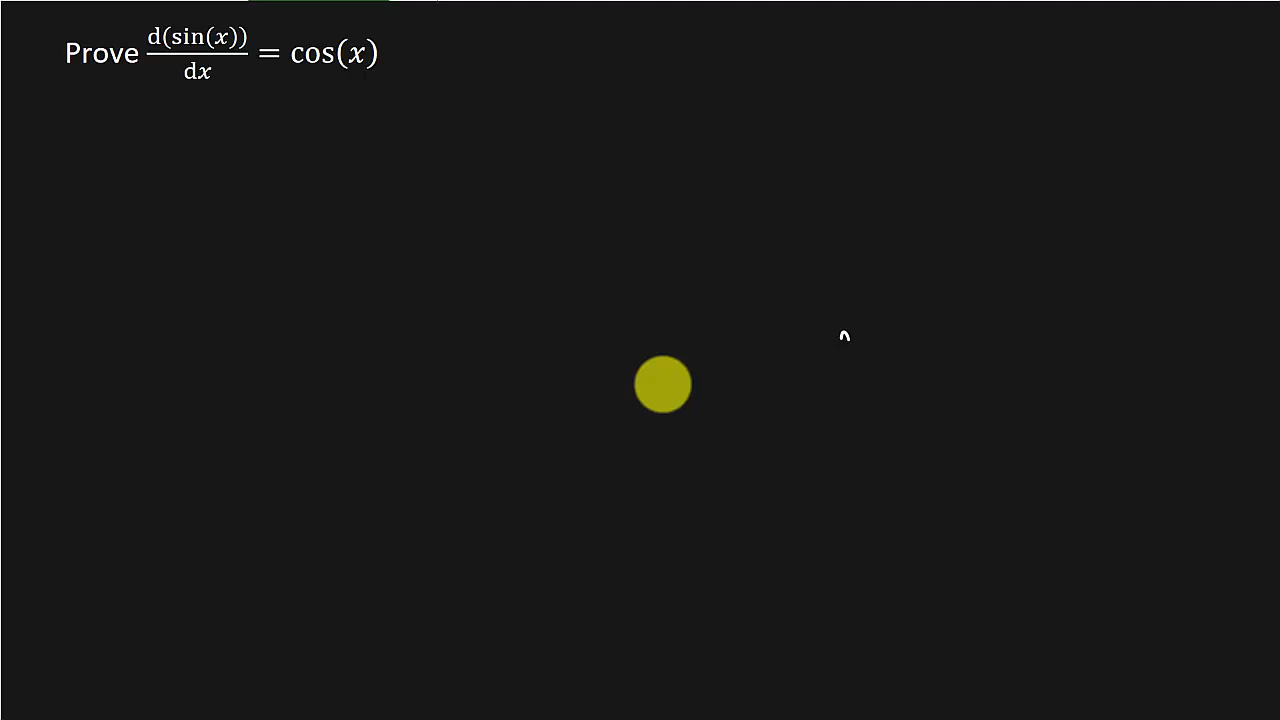 Prove d(sin(x))/dx = cos(x)